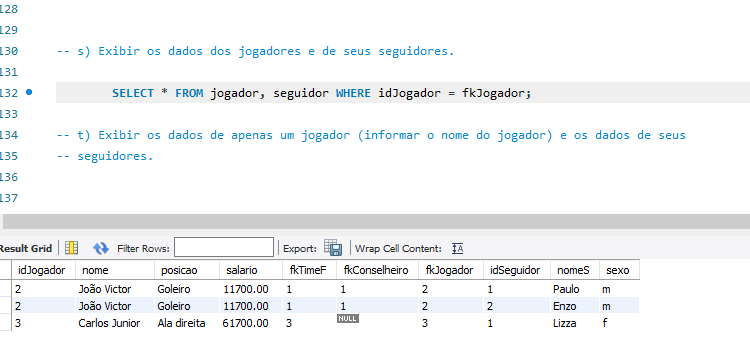 128
129
130 -- s) Exibir os dados dos jogadores e de seus seguidores.
131
132 SELECT * FROM jogador, seguidor WHERE idJogador = fkJogador;
133
134 -- t) Exibir os dados de apenas um jogador (informar o nome do jogador) e os dados de seus
135 -- seguidores.
136
137
Result Grid Filter Rows: Export: Wrap Cell Content: IA
idJogador nome posicao salario fkTimeF fkConselheiro fkJogador idSeguidor nomeS sexo
2 João Victor Goleiro 11700.00 1 1 2 1 Paulo m
2 João Victor Goleiro 11700.00 1 1 2 2 Enzo m
3 Carlos Junior Ala direita 61700.00 3 NULL 3 1 Lizza f